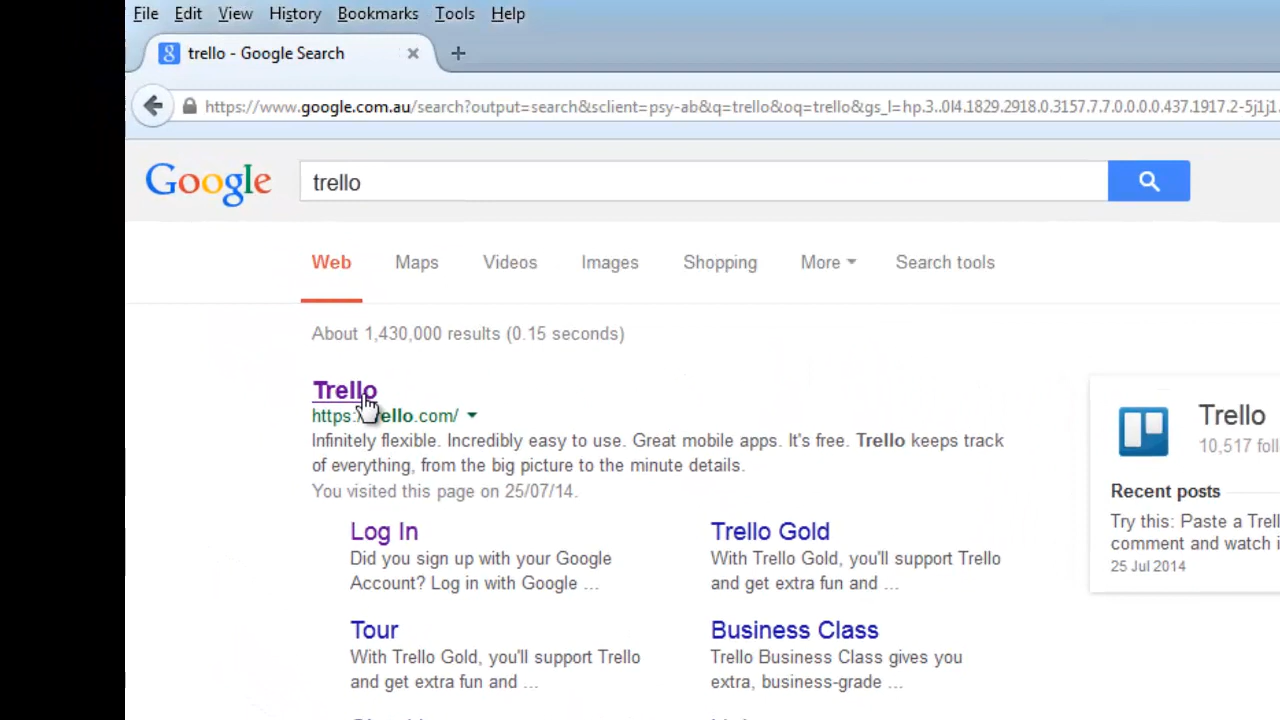 File Edit View History Bookmarks Tools Help
trello - Google Search
https://www.google.com.au/search?output=search&sclient=psy-ab&q=trello&oq=trello&gs_l=hp.3..0l4.1829.2918.0.3157.7.7.0.0.0.0.437.1917.2-5j1j1.
Google trello
Web Maps Videos Images Shopping More Search tools
About 1,430,000 results (0.15 seconds)
Trello
https://trello.com/
Infinitely flexible. Incredibly easy to use. Great mobile apps. It's free. Trello keeps track
of everything, from the big picture to the minute details.
You visited this page on 25/07/14.
Log In
Did you sign up with your Google
Account? Log in with Google ...
Trello Gold
With Trello Gold, you'll support Trello
and get extra fun and ...
Tour
With Trello Gold, you'll support Trello
and get extra fun and ...
Business Class
Trello Business Class gives you
extra, business-grade ...
Trello
10,517 foll
Recent posts
Try this: Paste a Trell
comment and watch i
25 Jul 2014